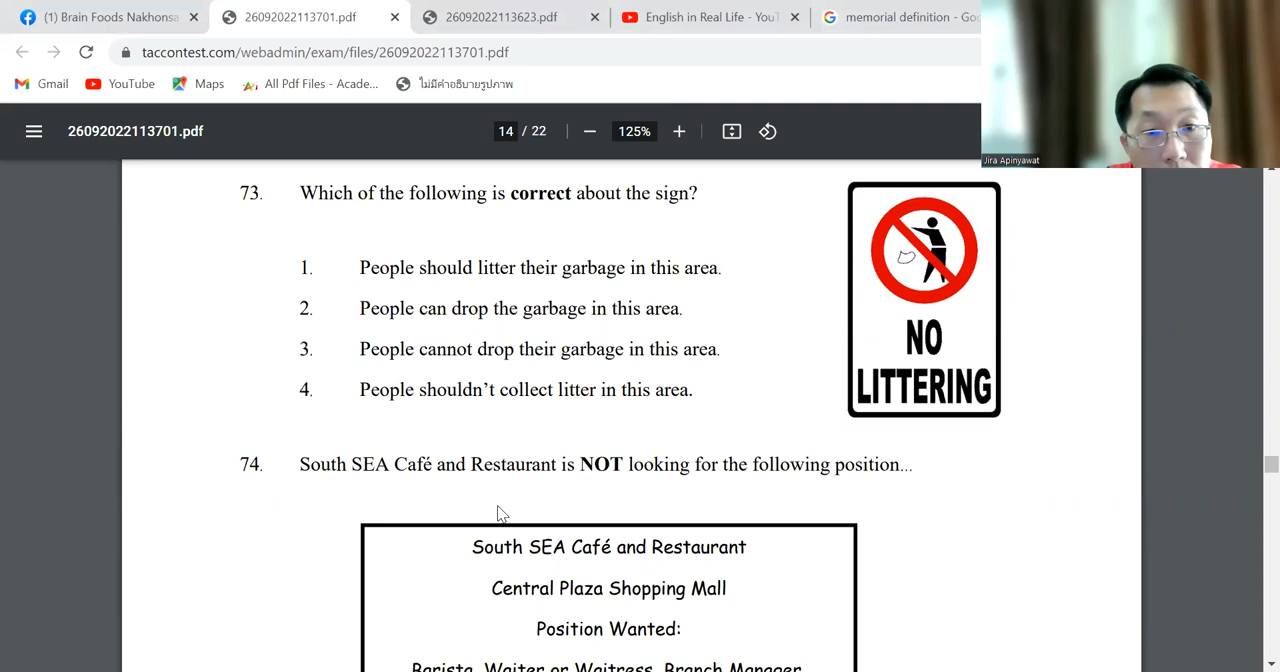 (1) Brain Foods Nakhonsa
26092022113701.pdf
26092022113623.pdf
English in Real Life - YouT
memorial definition - Goo
taccontest.com/webadmin/exam/files/26092022113701.pdf
Gmail
YouTube
Maps
All Pdf Files - Acade...
ไม่มีคำอธิบายรูปภาพ
Jira Apinyawat
26092022113701.pdf
14 / 22
125%
73. Which of the following is correct about the sign?
1. People should litter their garbage in this area.
2. People can drop the garbage in this area.
3. People cannot drop their garbage in this area.
4. People shouldn't collect litter in this area.
NO
LITTERING
74. South SEA Café and Restaurant is NOT looking for the following position...
South SEA Café and Restaurant
Central Plaza Shopping Mall
Position Wanted:
Barista, Waiter or Waitress, Branch Manager